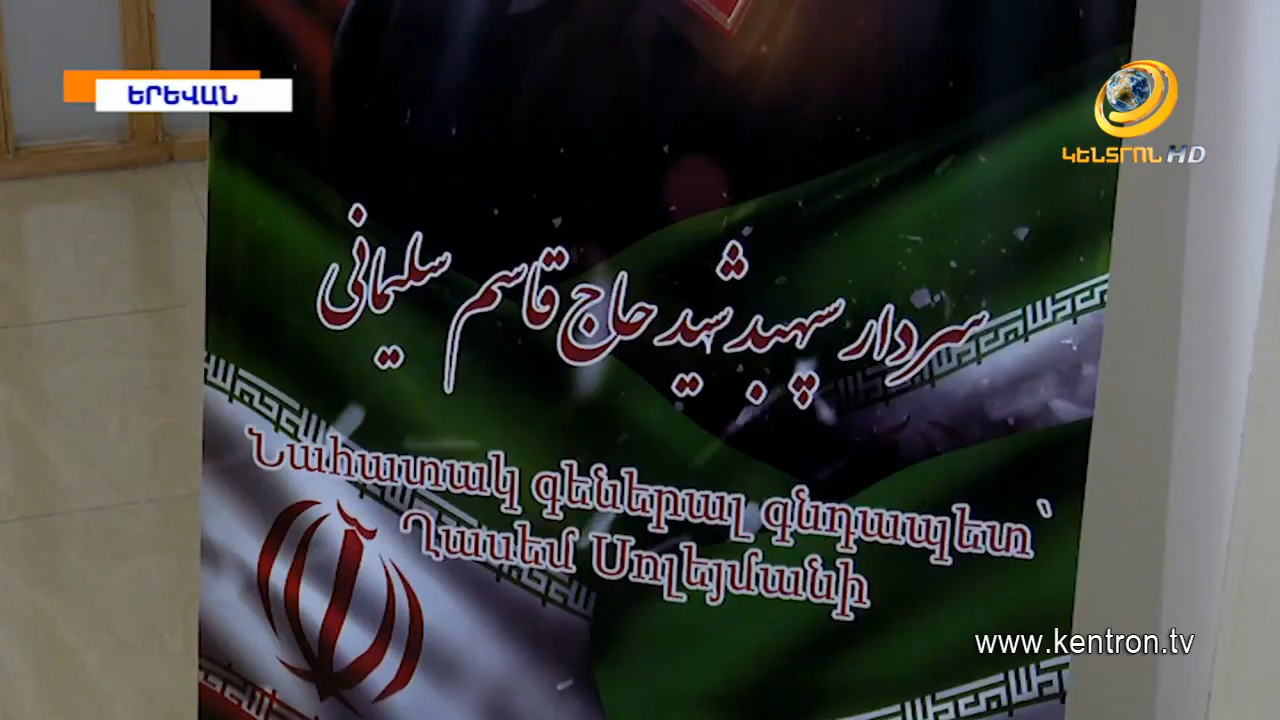 ԵՐԵՎԱՆ
ԿԵՆՏՐՈՆ HD
سردار سپهبد شهید حاج قاسم سلیمانی
Նահատակ գեներալ գնդապետ՝
Ղասեմ Սոլեյմանի
www.kentron.tv